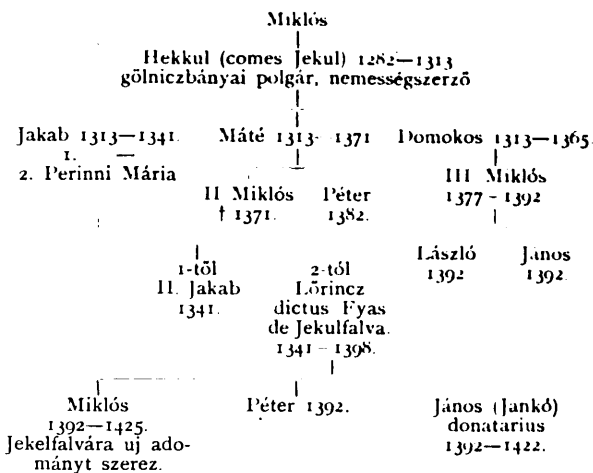 Miklós
Hekkul (comes Jekul) 1282—1313
gölniczbányai polgár, nemességszerző
Jakab 1313—1341. Máté 1313- 1371 Domokos 1313—1365.
1. —
2. Perinni Mária
III Miklós
1377 - 1392
II Miklós Péter
† 1371. 1382.
László János
1392 1392.
1-től 2-tól
II. Jakab Lőrincz
1341. dictus Fyas
de Jekulfalva.
1341 - 1398.
Miklós Péter 1392. János (Jankó)
1392—1425. donatarius
Jekelfalvára uj ado- 1392—1422.
mányt szerez.